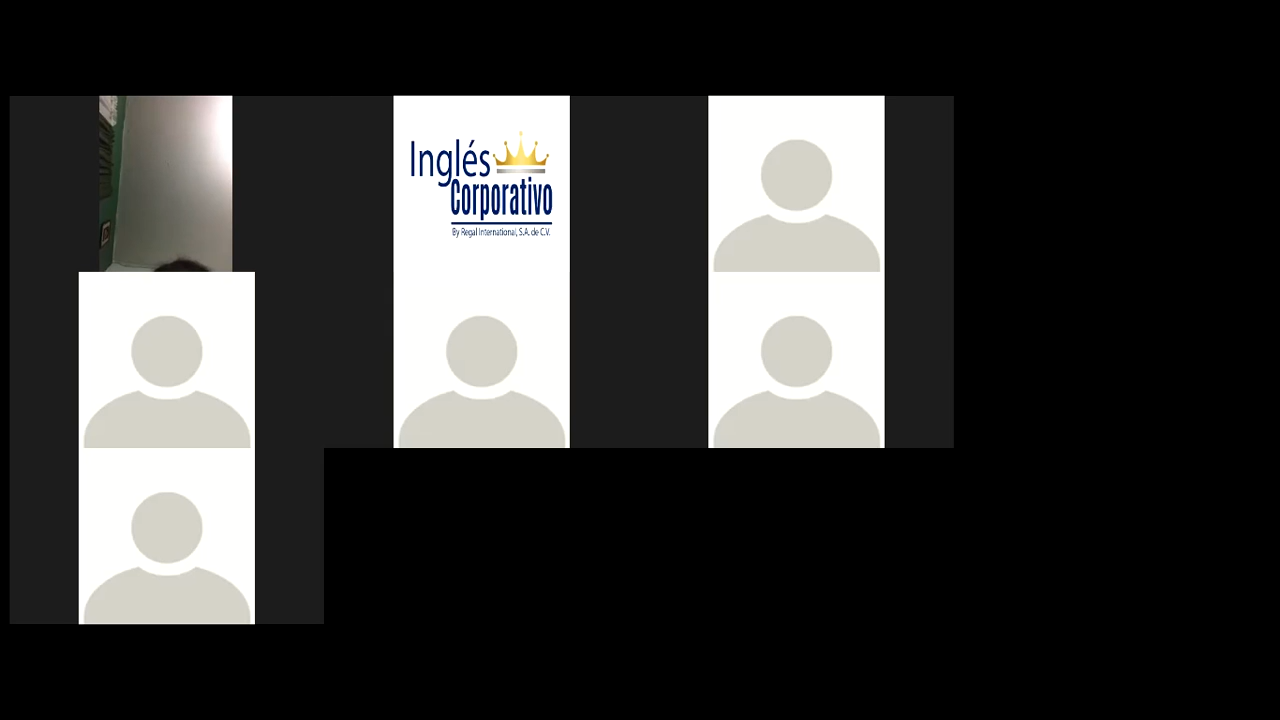 Inglés
Corporativo
By Regal International, S.A. de C.V.